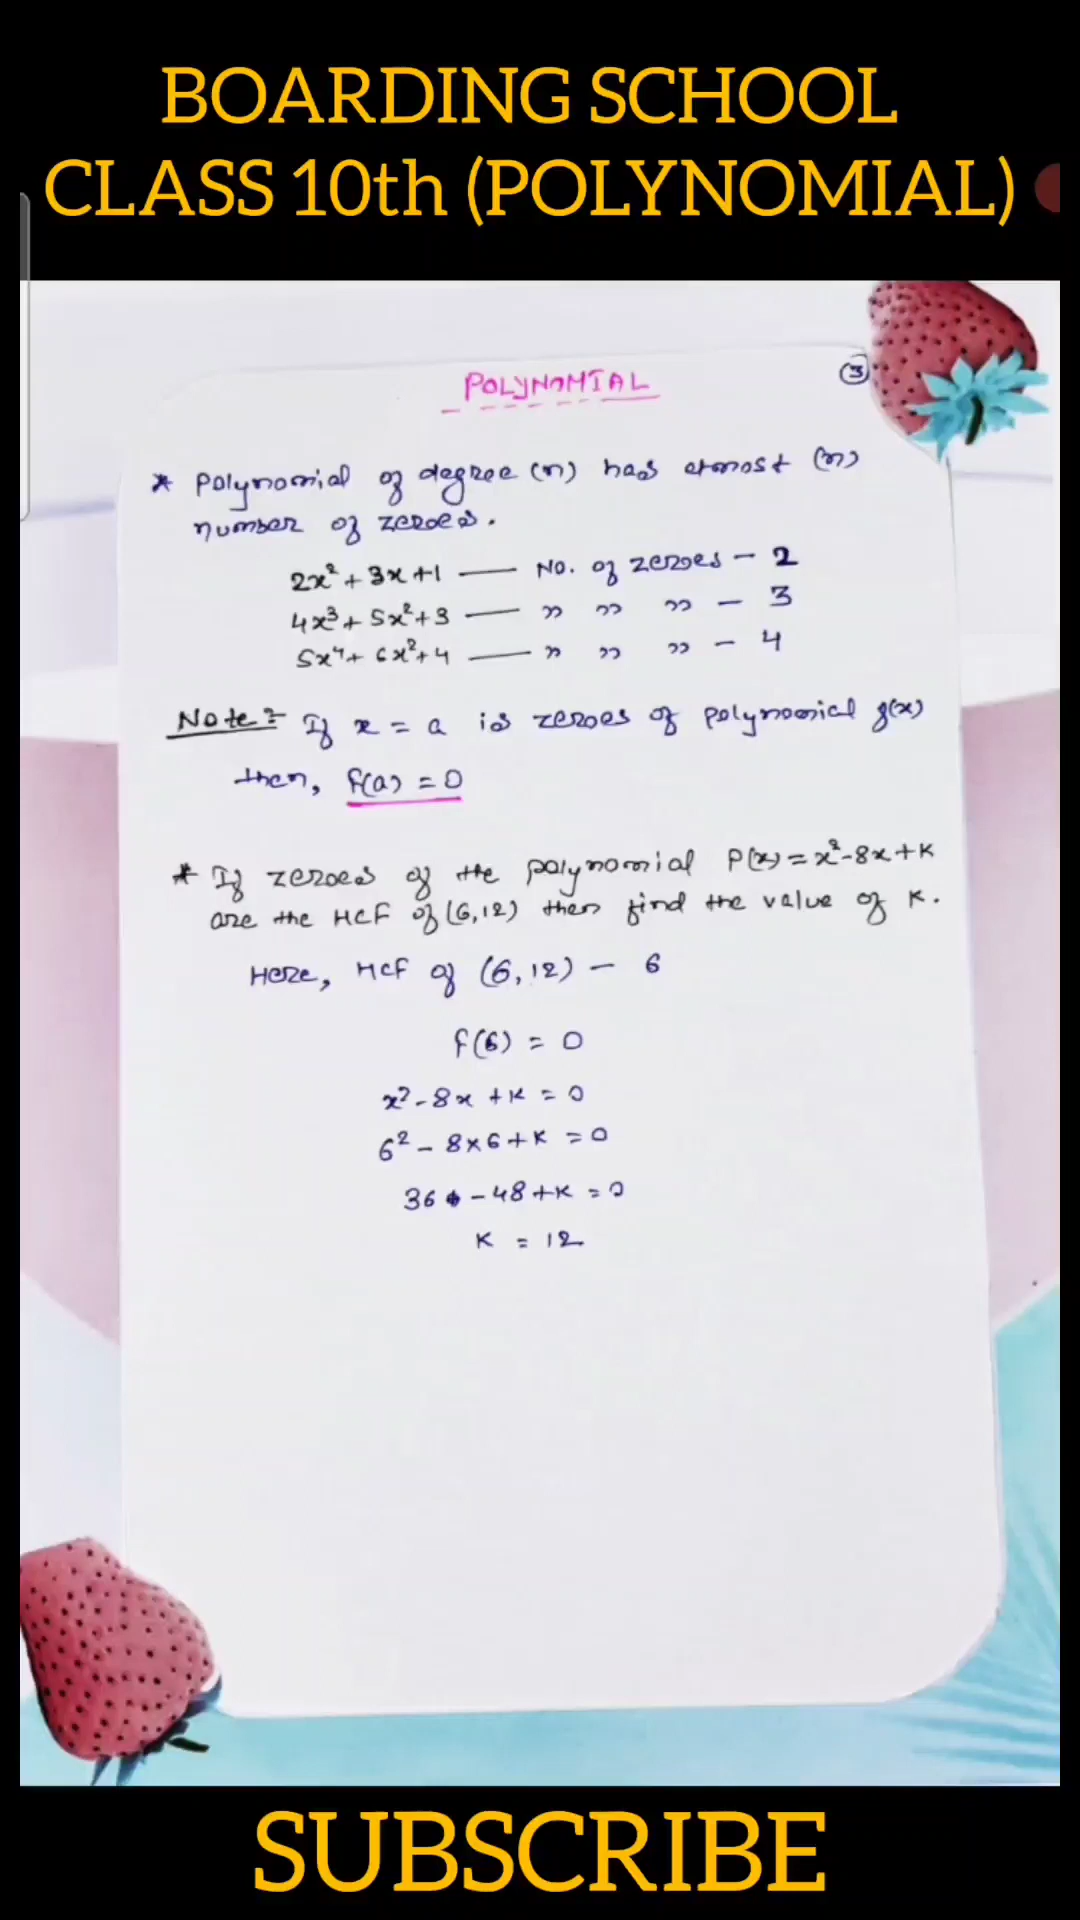 BOARDING SCHOOL
CLASS 10th (POLYNOMIAL)
POLYNOMIAL
3
* Polynomial of degree (n) has atmost (n)
number of zeroes.
2x² + 3x + 1 — No. of zeroes - 2
4x³ + 5x² + 3 — " " " - 3
5x⁴ + 6x² + 4 — " " " - 4
Note:- If x = a is zeroes of polynomial f(x)
then, f(a) = 0
* If zeroes of the polynomial P(x) = x² - 8x + K
are the HCF of (6,12) then find the value of K.
Here, HCF of (6,12) - 6
f(6) = 0
x² - 8x + K = 0
6² - 8×6 + K = 0
36 - 48 + K = 0
K = 12
SUBSCRIBE